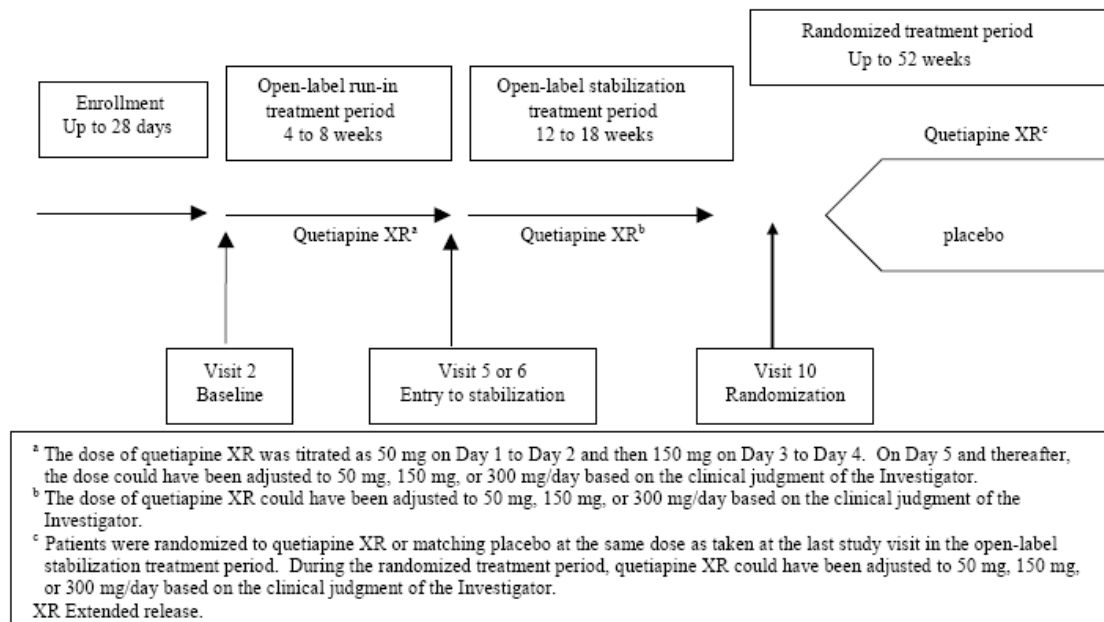 Randomized treatment period
Up to 52 weeks
Enrollment
Up to 28 days
Open-label run-in
treatment period
4 to 8 weeks
Open-label stabilization
treatment period
12 to 18 weeks
Quetiapine XRᶜ
Quetiapine XRᵃ
Quetiapine XRᵇ
placebo
Visit 2
Baseline
Visit 5 or 6
Entry to stabilization
Visit 10
Randomization
ᵃ The dose of quetiapine XR was titrated as 50 mg on Day 1 to Day 2 and then 150 mg on Day 3 to Day 4. On Day 5 and thereafter,
the dose could have been adjusted to 50 mg, 150 mg, or 300 mg/day based on the clinical judgment of the Investigator.
ᵇ The dose of quetiapine XR could have been adjusted to 50 mg, 150 mg, or 300 mg/day based on the clinical judgment of the
Investigator.
ᶜ Patients were randomized to quetiapine XR or matching placebo at the same dose as taken at the last study visit in the open-label
stabilization treatment period. During the randomized treatment period, quetiapine XR could have been adjusted to 50 mg, 150 mg,
or 300 mg/day based on the clinical judgment of the Investigator.
XR Extended release.